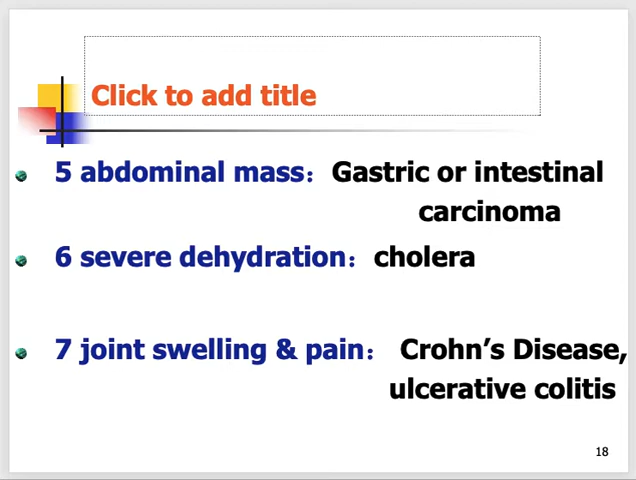 Click to add title
5 abdominal mass：Gastric or intestinal
carcinoma
6 severe dehydration：cholera
7 joint swelling & pain： Crohn’s Disease,
ulcerative colitis
18